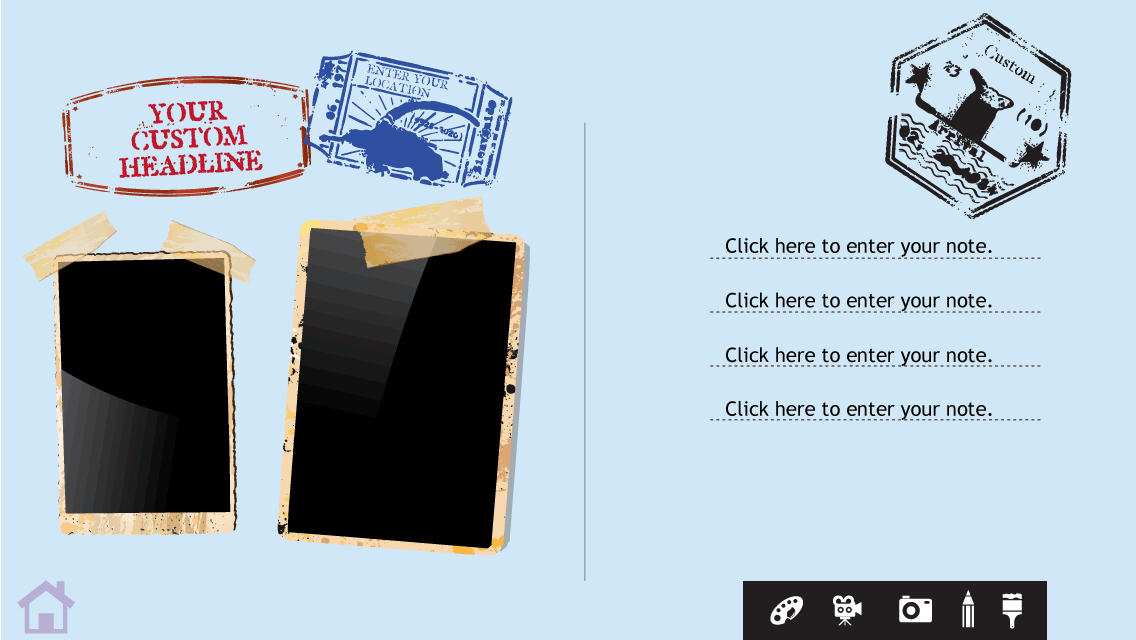 YOUR
CUSTOM
HEADLINE
ENTER YOUR
LOCATION
Custom
Click here to enter your note.
Click here to enter your note.
Click here to enter your note.
Click here to enter your note.